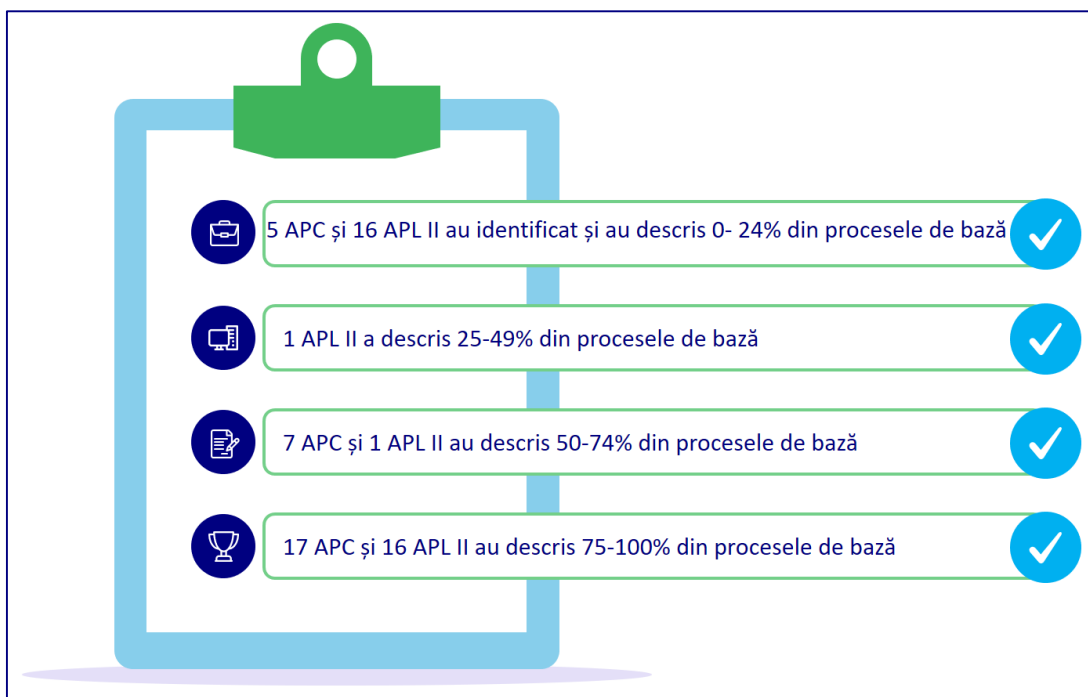 5 APC și 16 APL II au identificat și au descris 0- 24% din procesele de bază
1 APL II a descris 25-49% din procesele de bază
7 APC și 1 APL II au descris 50-74% din procesele de bază
17 APC și 16 APL II au descris 75-100% din procesele de bază